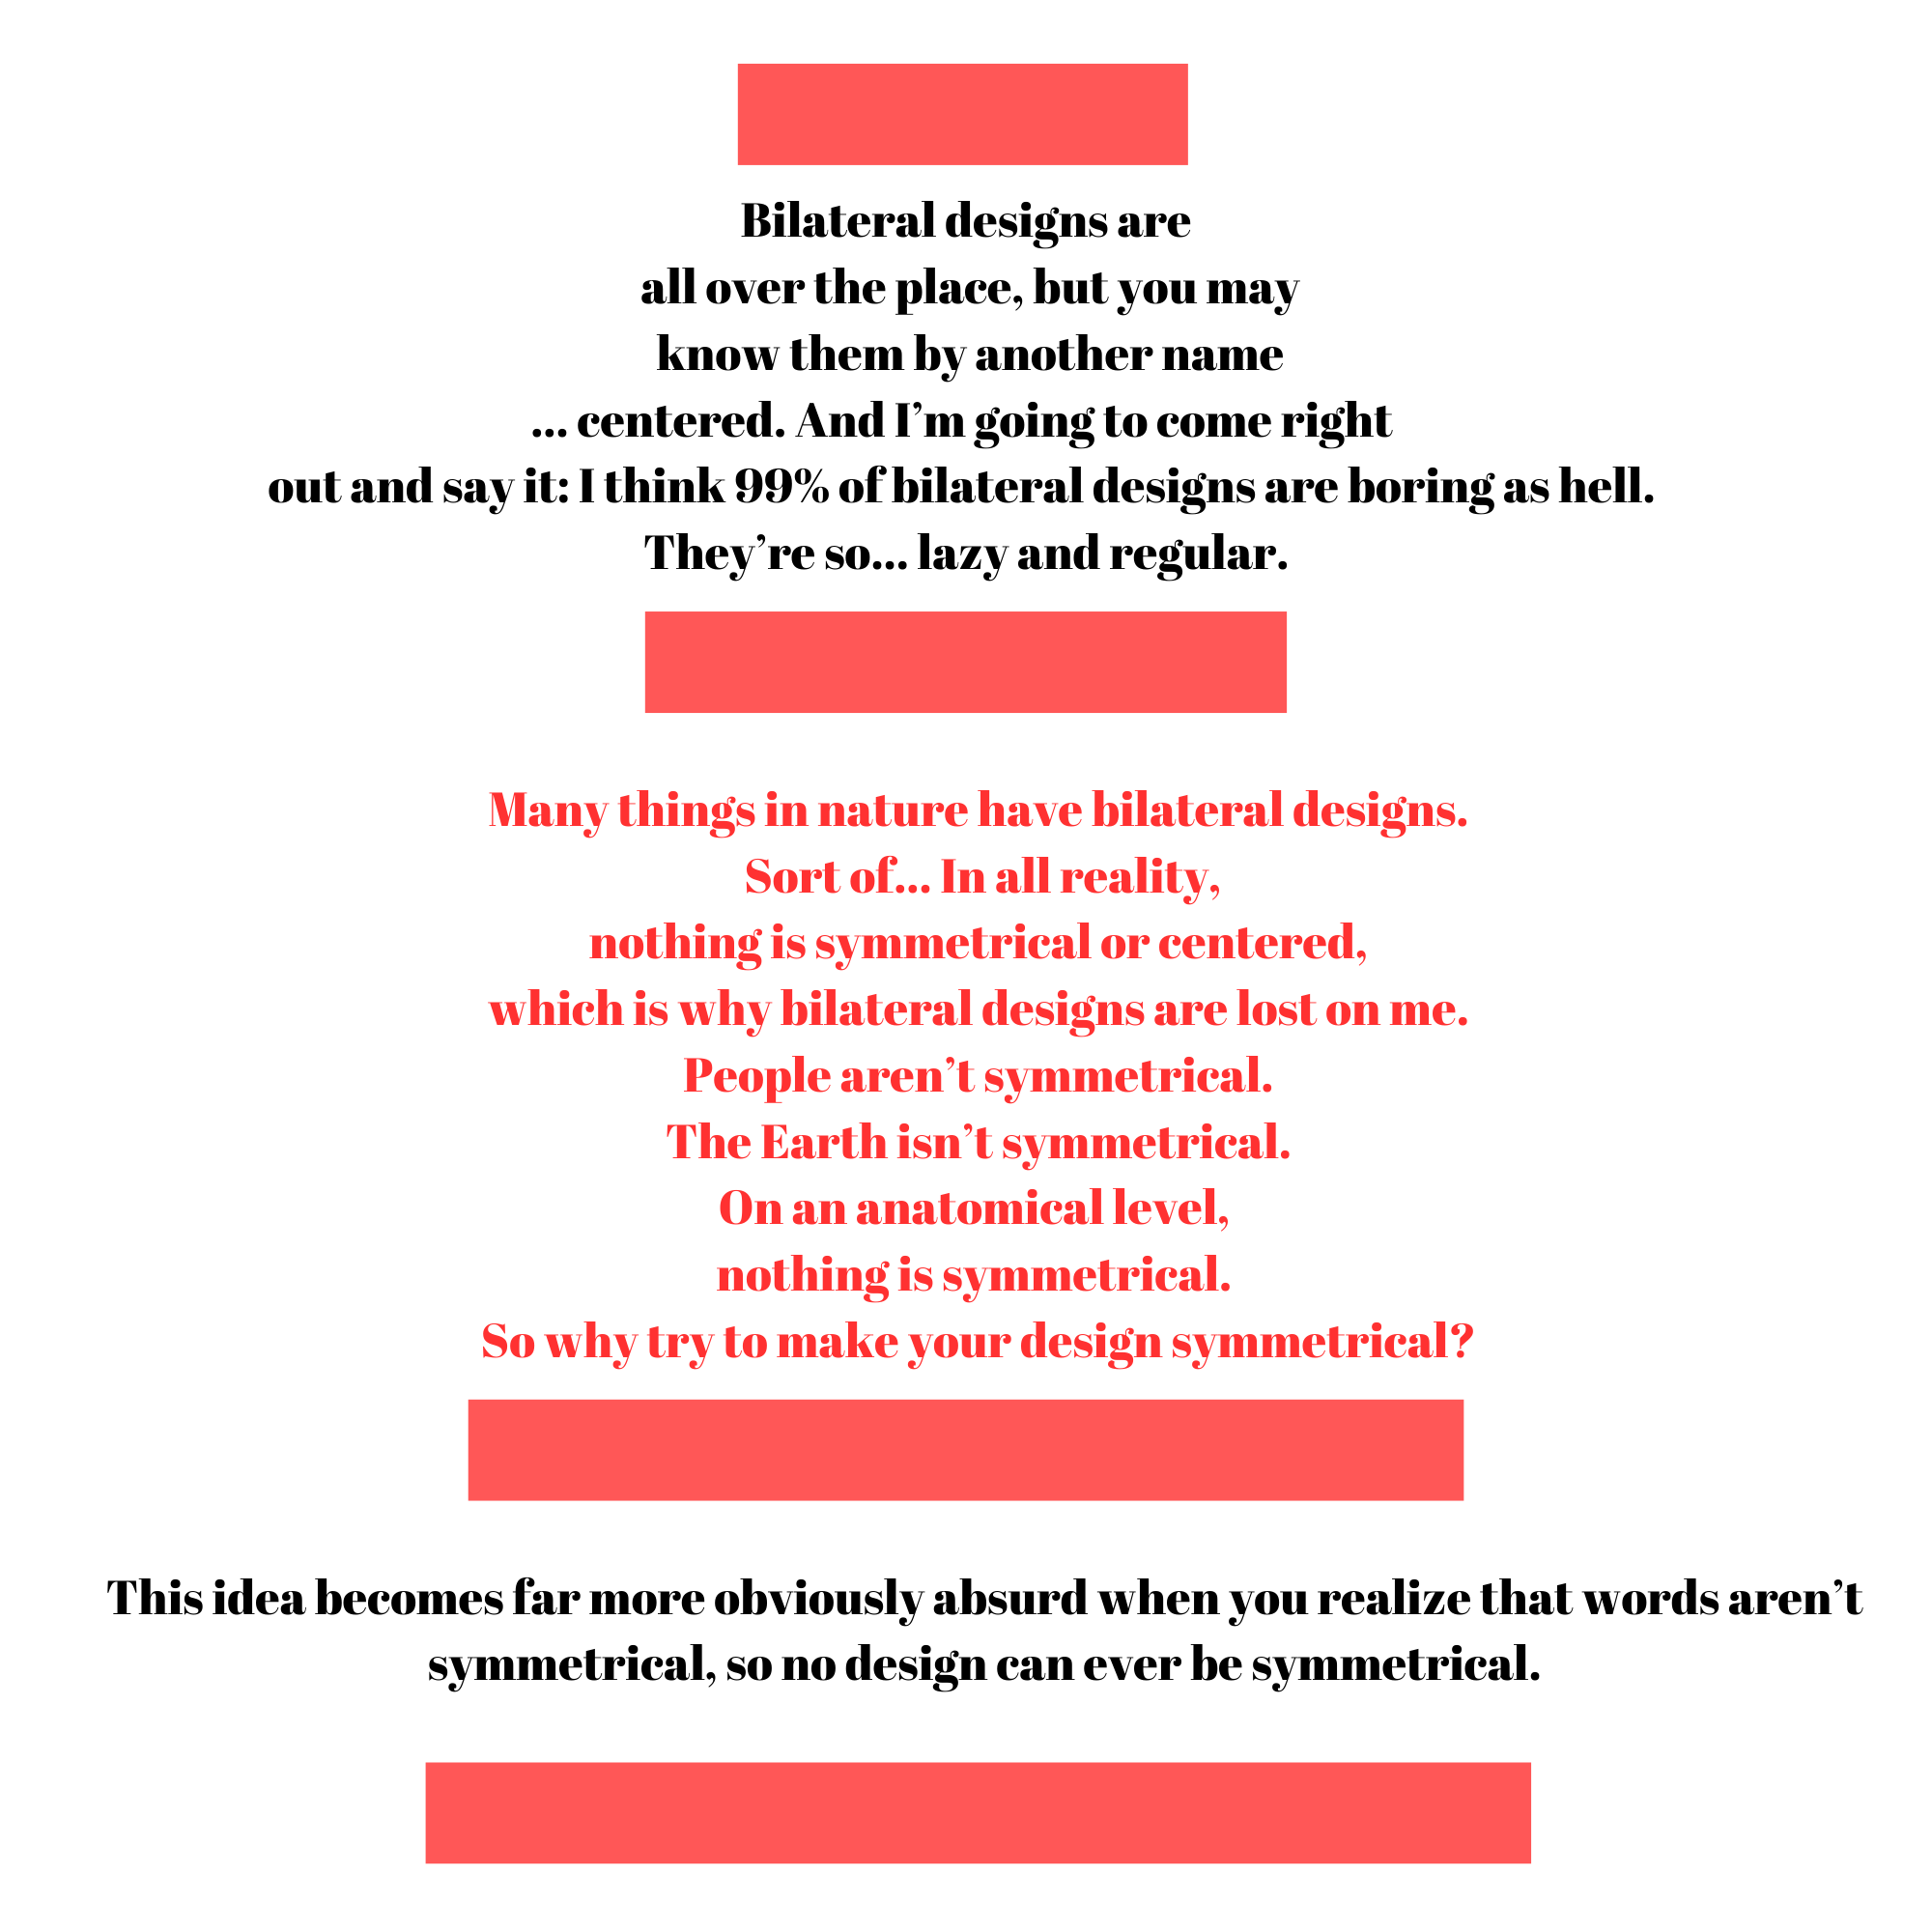 Bilateral designs are
all over the place, but you may
know them by another name
... centered. And I’m going to come right
out and say it: I think 99% of bilateral designs are boring as hell.
They’re so... lazy and regular.
Many things in nature have bilateral designs.
Sort of... In all reality,
nothing is symmetrical or centered,
which is why bilateral designs are lost on me.
People aren’t symmetrical.
The Earth isn’t symmetrical.
On an anatomical level,
nothing is symmetrical.
So why try to make your design symmetrical?
This idea becomes far more obviously absurd when you realize that words aren’t
symmetrical, so no design can ever be symmetrical.